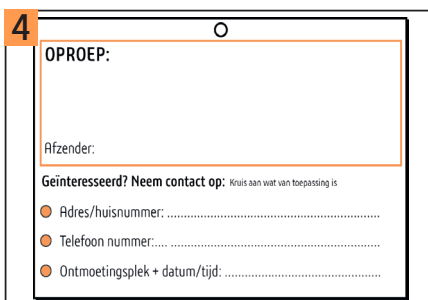 4
OPROEP:
Afzender:
Geïnteresseerd? Neem contact op: Kruis aan wat van toepassing is
Adres/huisnummer: ........................................................
Telefoon nummer:.... ........................................................
Ontmoetingsplek + datum/tijd: .........................................